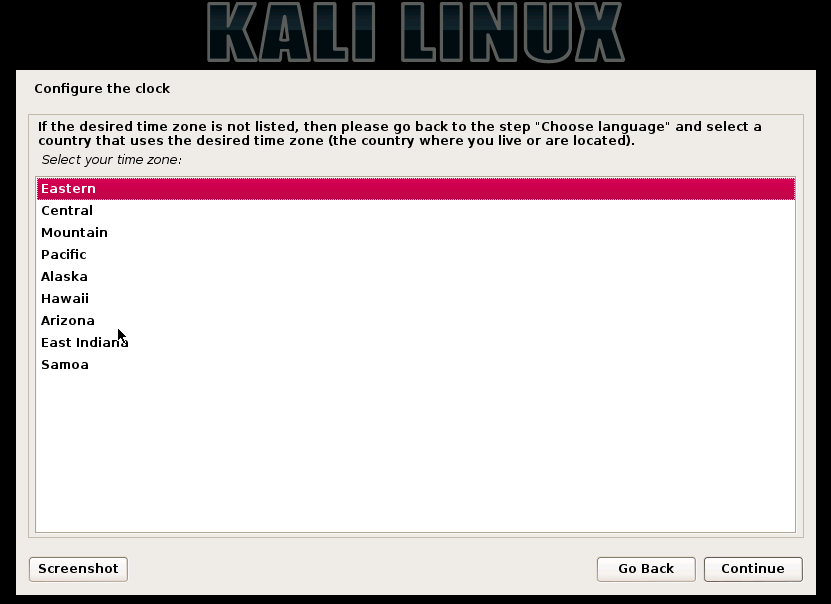 KALI LINUX
Configure the clock
If the desired time zone is not listed, then please go back to the step "Choose language" and select a
country that uses the desired time zone (the country where you live or are located).
Select your time zone:
Eastern
Central
Mountain
Pacific
Alaska
Hawaii
Arizona
East Indiana
Samoa
Screenshot
Go Back
Continue